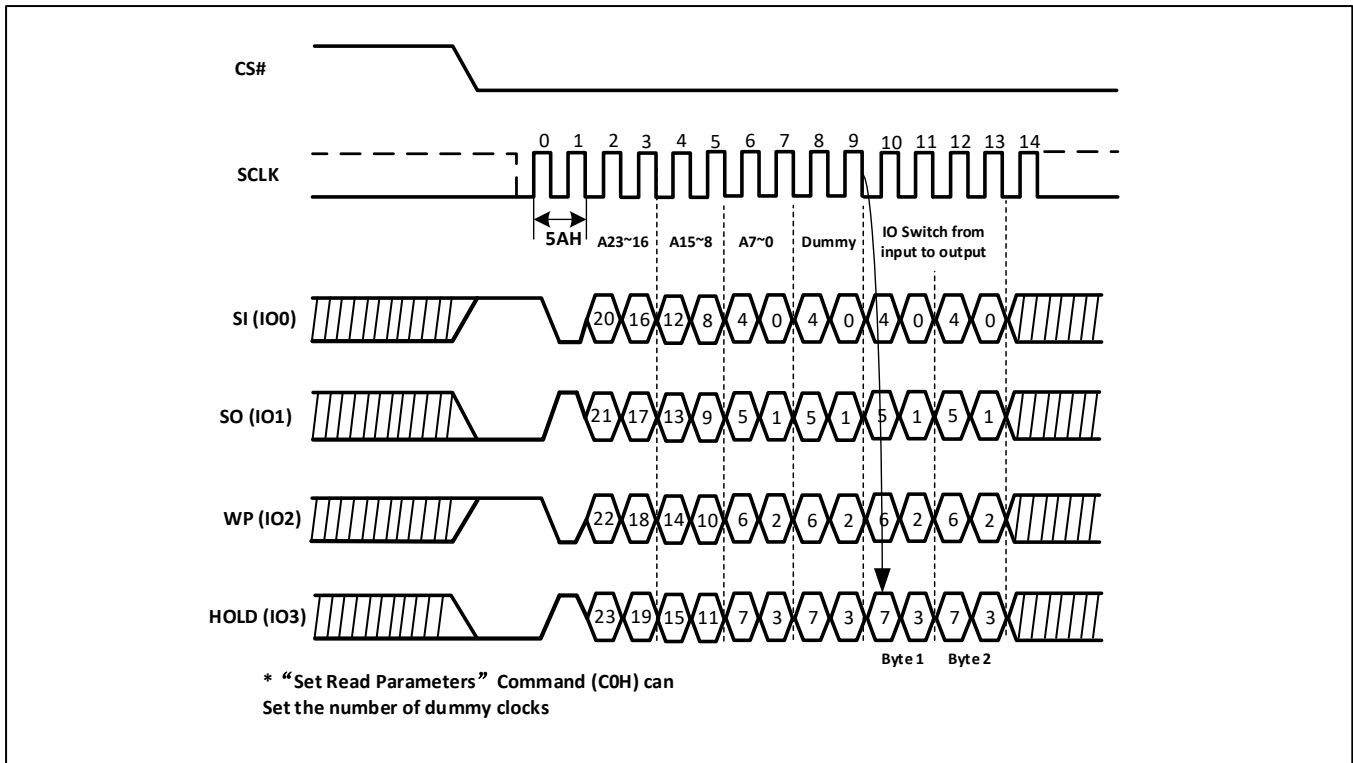 CS#
0 1 2 3 4 5 6 7 8 9 10 11 12 13 14
SCLK
5AH A23~16 A15~8 A7~0 Dummy IO Switch from
input to output
SI (IO0) 20 16 12 8 4 0 4 0 4 0 4 0
SO (IO1) 21 17 13 9 5 1 5 1 5 1 5 1
WP (IO2) 22 18 14 10 6 2 6 2 6 2 6 2
HOLD (IO3) 23 19 15 11 7 3 7 3 7 3 7 3
Byte 1 Byte 2
* “Set Read Parameters” Command (C0H) can
Set the number of dummy clocks